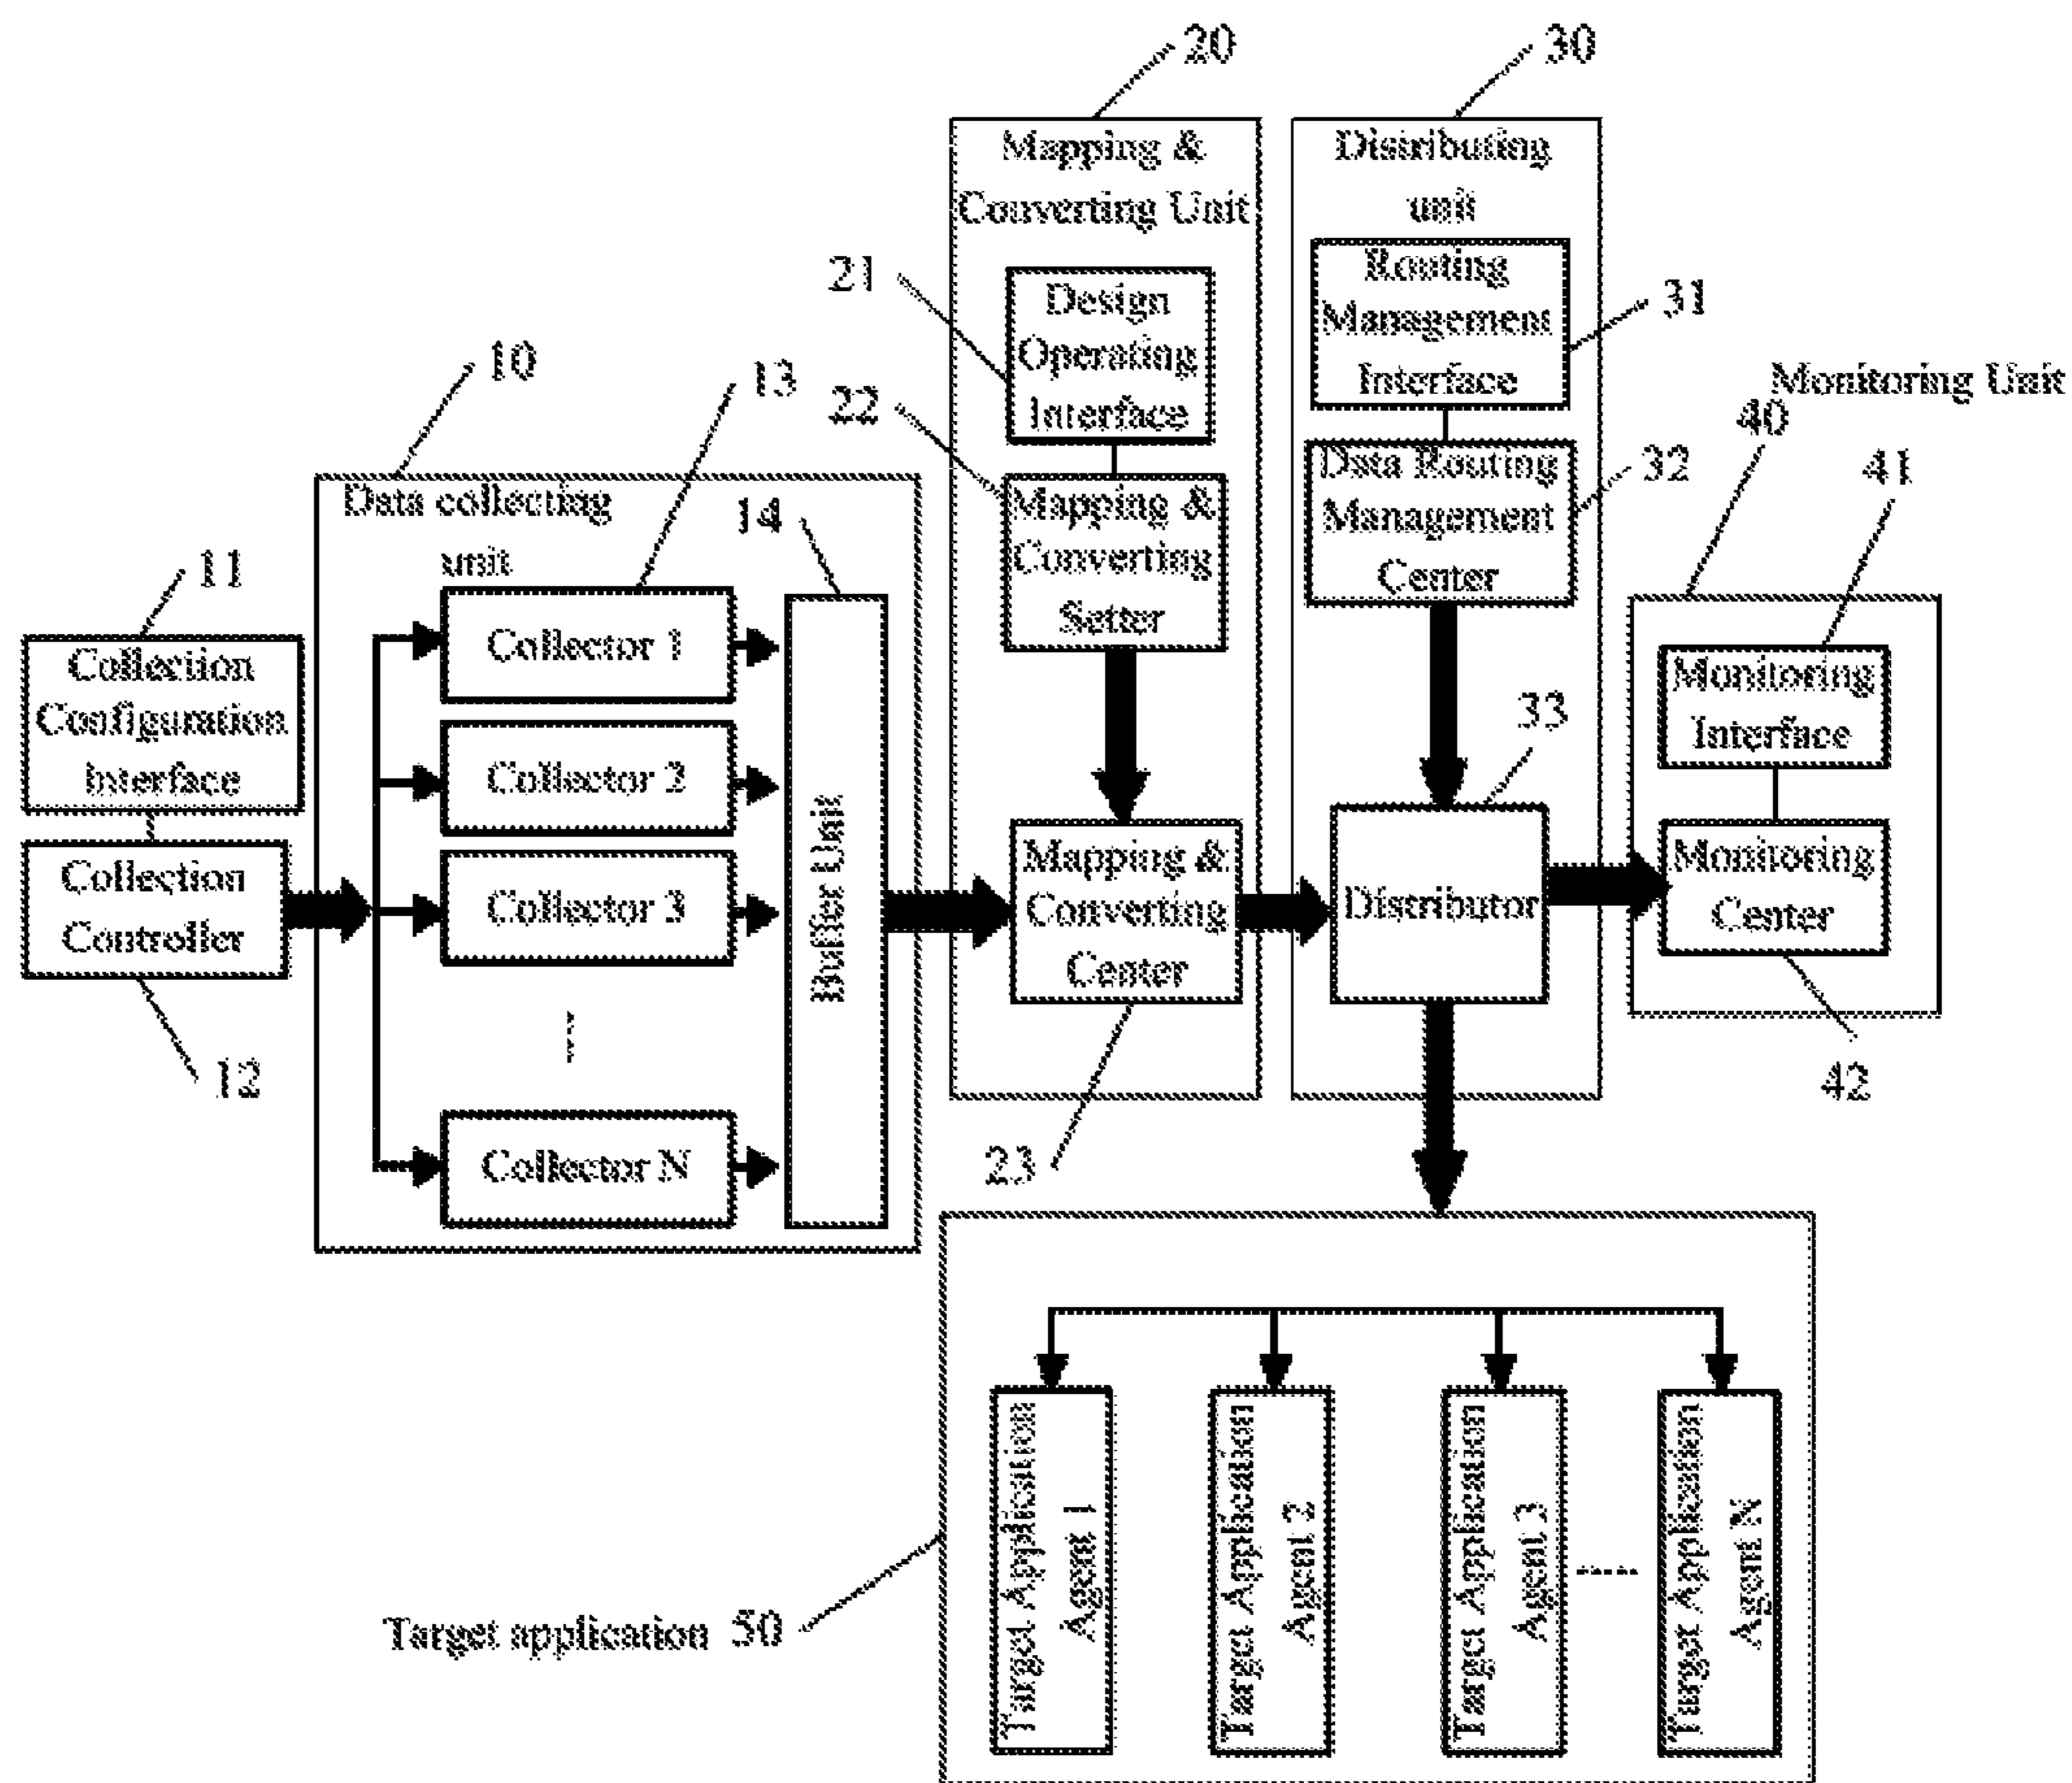 20
30
Mapping &
Converting Unit
Distributing
unit
21
Design
Operating
Interface
Routing
Management
Interface
31
10
13
22
Monitoring Unit
40
Data collecting
unit
14
Mapping &
Converting
Setter
Data Routing
Management
Center
32
41
11
Collection
Configuration
Interface
Collector 1
Monitoring
Interface
33
Collector 2
Collection
Controller
Collector 3
Buffer Unit
Mapping &
Converting
Center
Distributor
Monitoring
Center
12
42
Collector N
23
Target Application
Agent 1
Target Application
Agent 2
Target Application
Agent 3
Target Application
Agent N
Target application 50